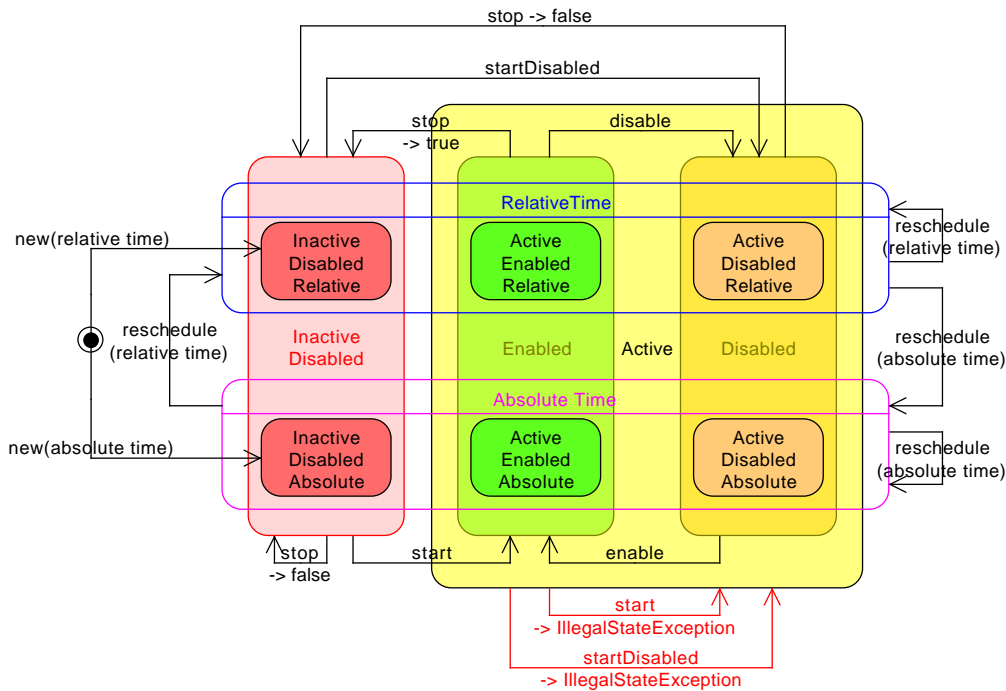 stop -> false
startDisabled
stop
-> true
disable
RelativeTime
new(relative time)
Inactive
Disabled
Relative
Active
Enabled
Relative
Active
Disabled
Relative
reschedule
(relative time)
reschedule
(relative time)
Inactive
Disabled
Enabled
Active
Disabled
reschedule
(absolute time)
Absolute Time
new(absolute time)
Inactive
Disabled
Absolute
Active
Enabled
Absolute
Active
Disabled
Absolute
reschedule
(absolute time)
stop
-> false
start
enable
start
-> IllegalStateException
startDisabled
-> IllegalStateException